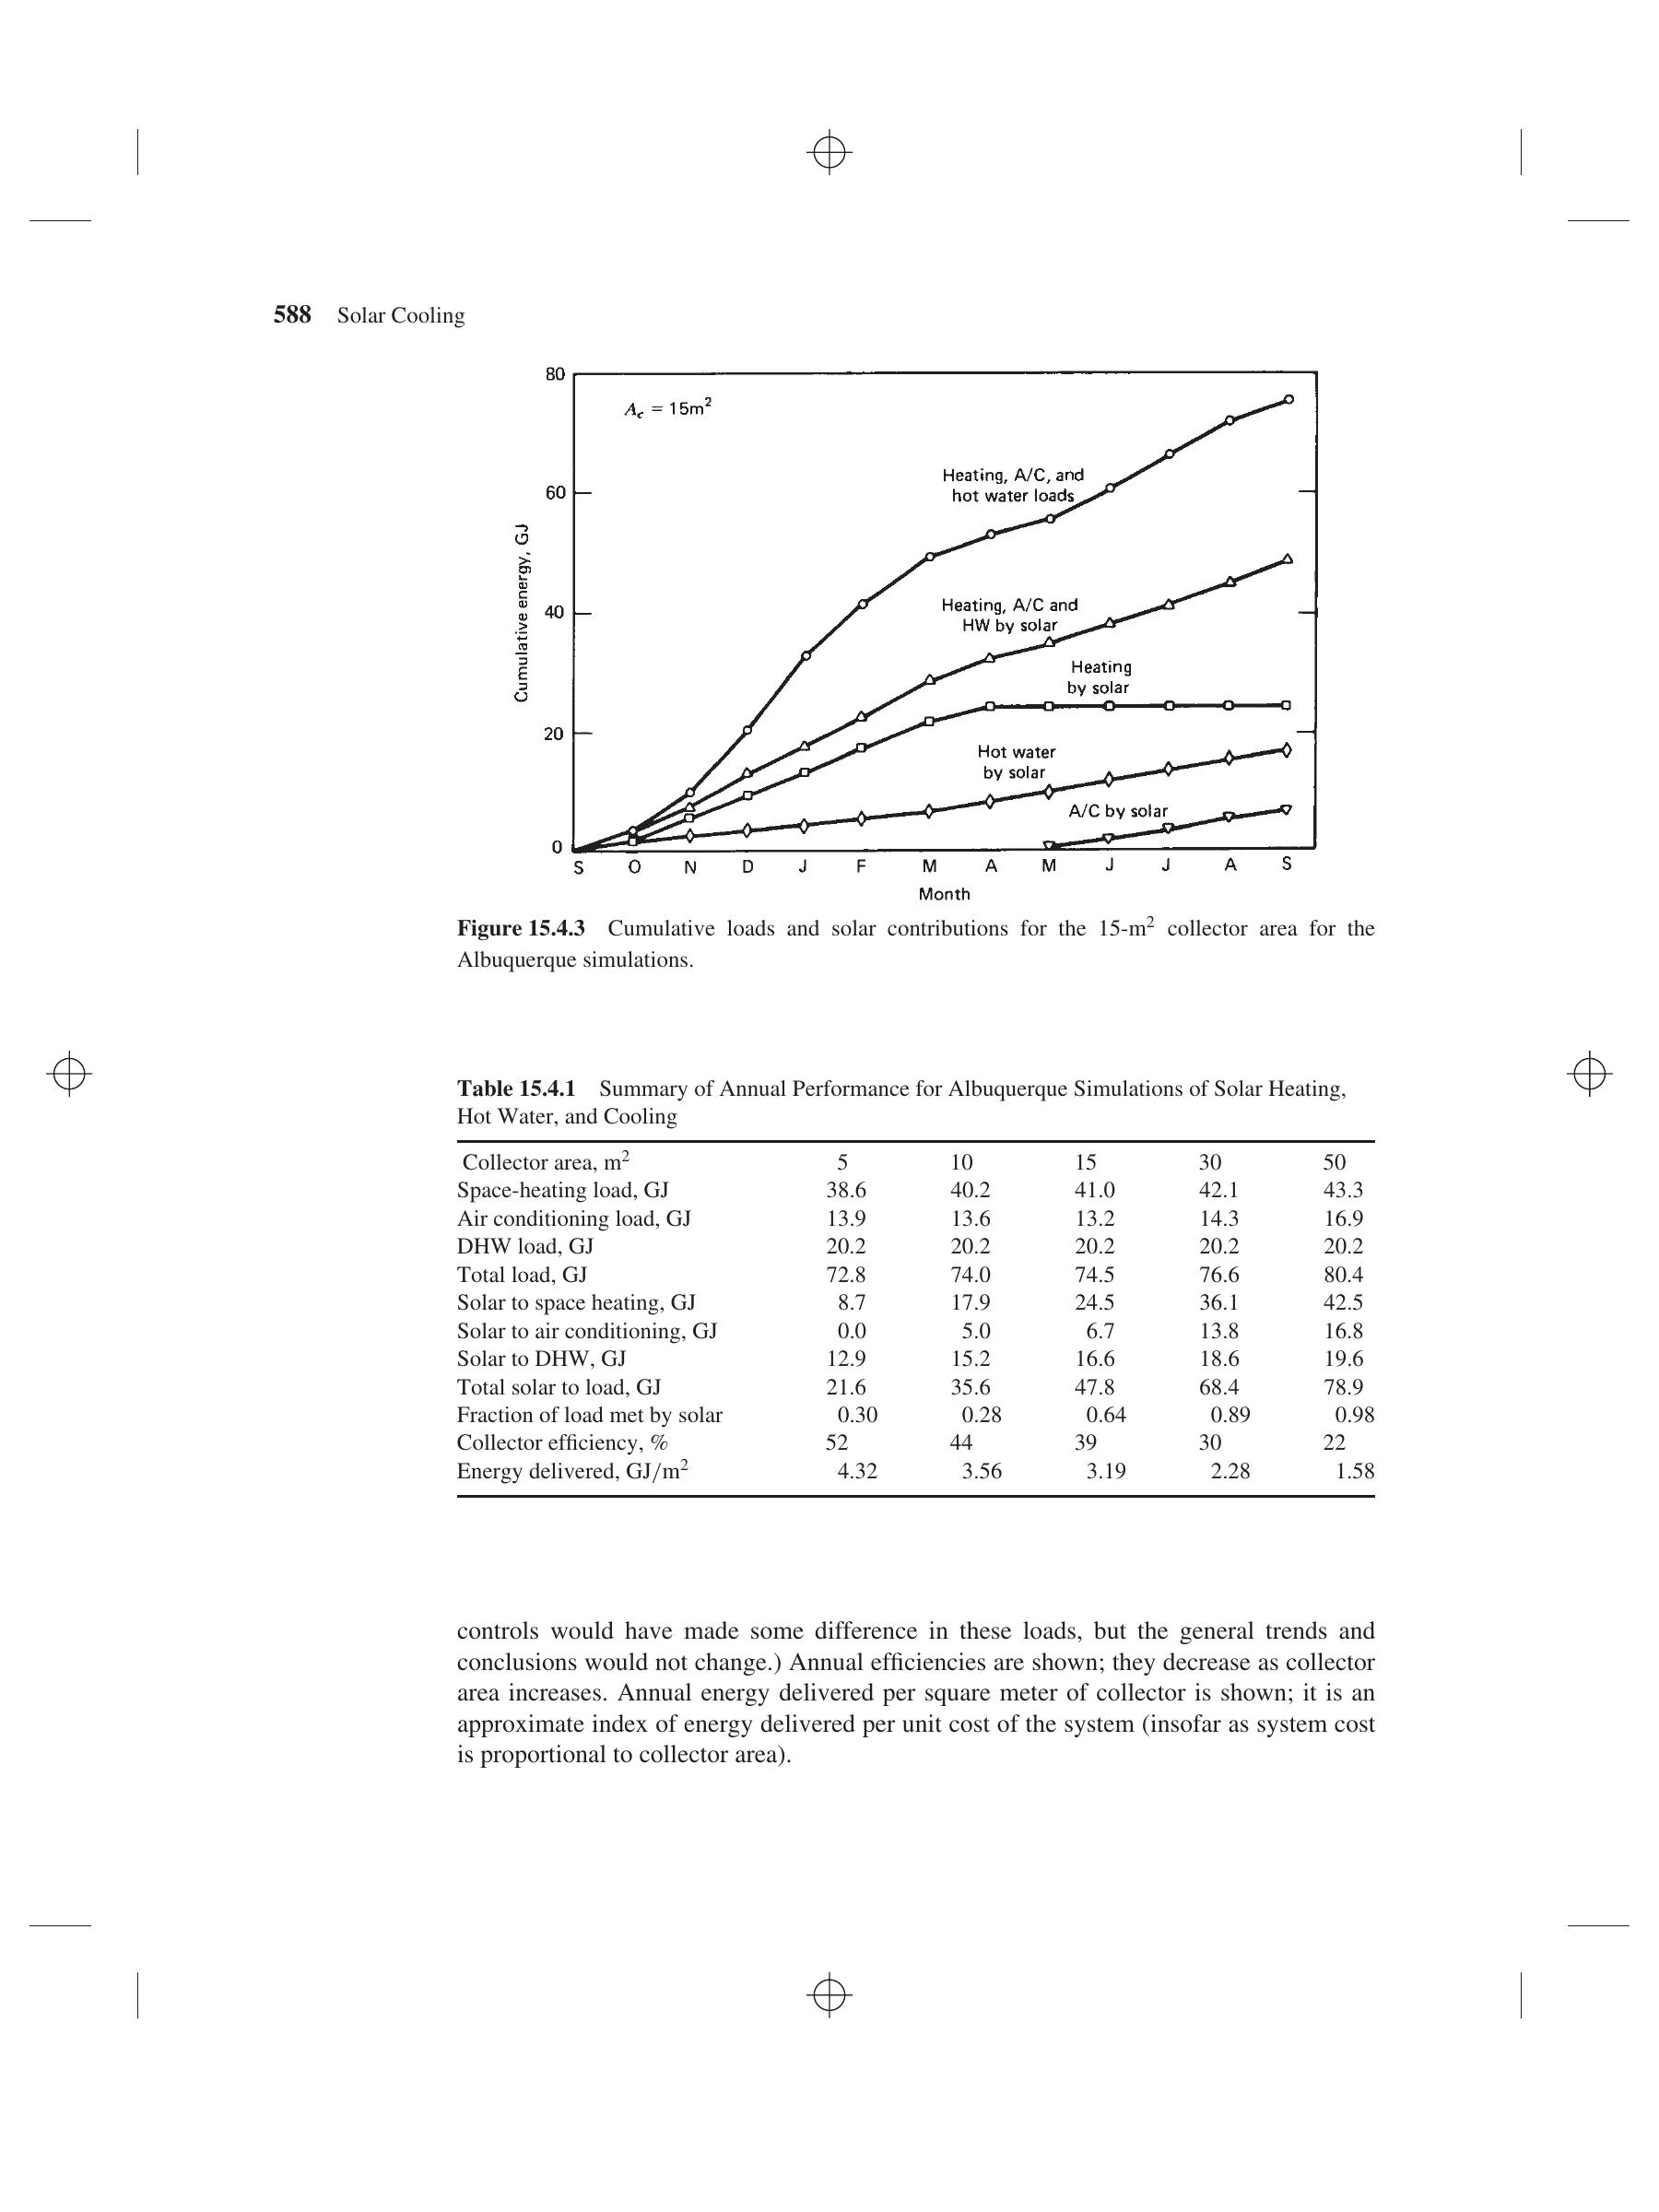 588 Solar Cooling
80
A_c = 15m²
Heating, A/C, and
hot water loads
60
Cumulative energy, GJ
Heating, A/C and
HW by solar
40
Heating
by solar
20
Hot water
by solar
A/C by solar
0
S O N D J F M A M J J A S
Month
Figure 15.4.3 Cumulative loads and solar contributions for the 15-m² collector area for the
Albuquerque simulations.
Table 15.4.1 Summary of Annual Performance for Albuquerque Simulations of Solar Heating,
Hot Water, and Cooling
Collector area, m² 5 10 15 30 50
Space-heating load, GJ 38.6 40.2 41.0 42.1 43.3
Air conditioning load, GJ 13.9 13.6 13.2 14.3 16.9
DHW load, GJ 20.2 20.2 20.2 20.2 20.2
Total load, GJ 72.8 74.0 74.5 76.6 80.4
Solar to space heating, GJ 8.7 17.9 24.5 36.1 42.5
Solar to air conditioning, GJ 0.0 5.0 6.7 13.8 16.8
Solar to DHW, GJ 12.9 15.2 16.6 18.6 19.6
Total solar to load, GJ 21.6 35.6 47.8 68.4 78.9
Fraction of load met by solar 0.30 0.28 0.64 0.89 0.98
Collector efficiency, % 52 44 39 30 22
Energy delivered, GJ/m² 4.32 3.56 3.19 2.28 1.58
controls would have made some difference in these loads, but the general trends and
conclusions would not change.) Annual efficiencies are shown; they decrease as collector
area increases. Annual energy delivered per square meter of collector is shown; it is an
approximate index of energy delivered per unit cost of the system (insofar as system cost
is proportional to collector area).